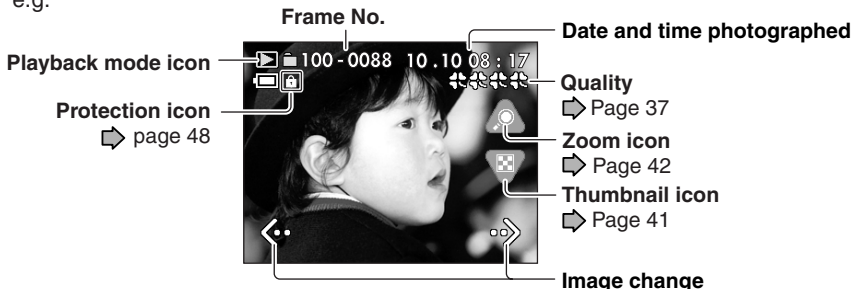 e.g.
Frame No.
Date and time photographed
Playback mode icon
100-0088 10.10 08:17
Quality
Page 37
Protection icon
page 48
Zoom icon
Page 42
Thumbnail icon
Page 41
Image change